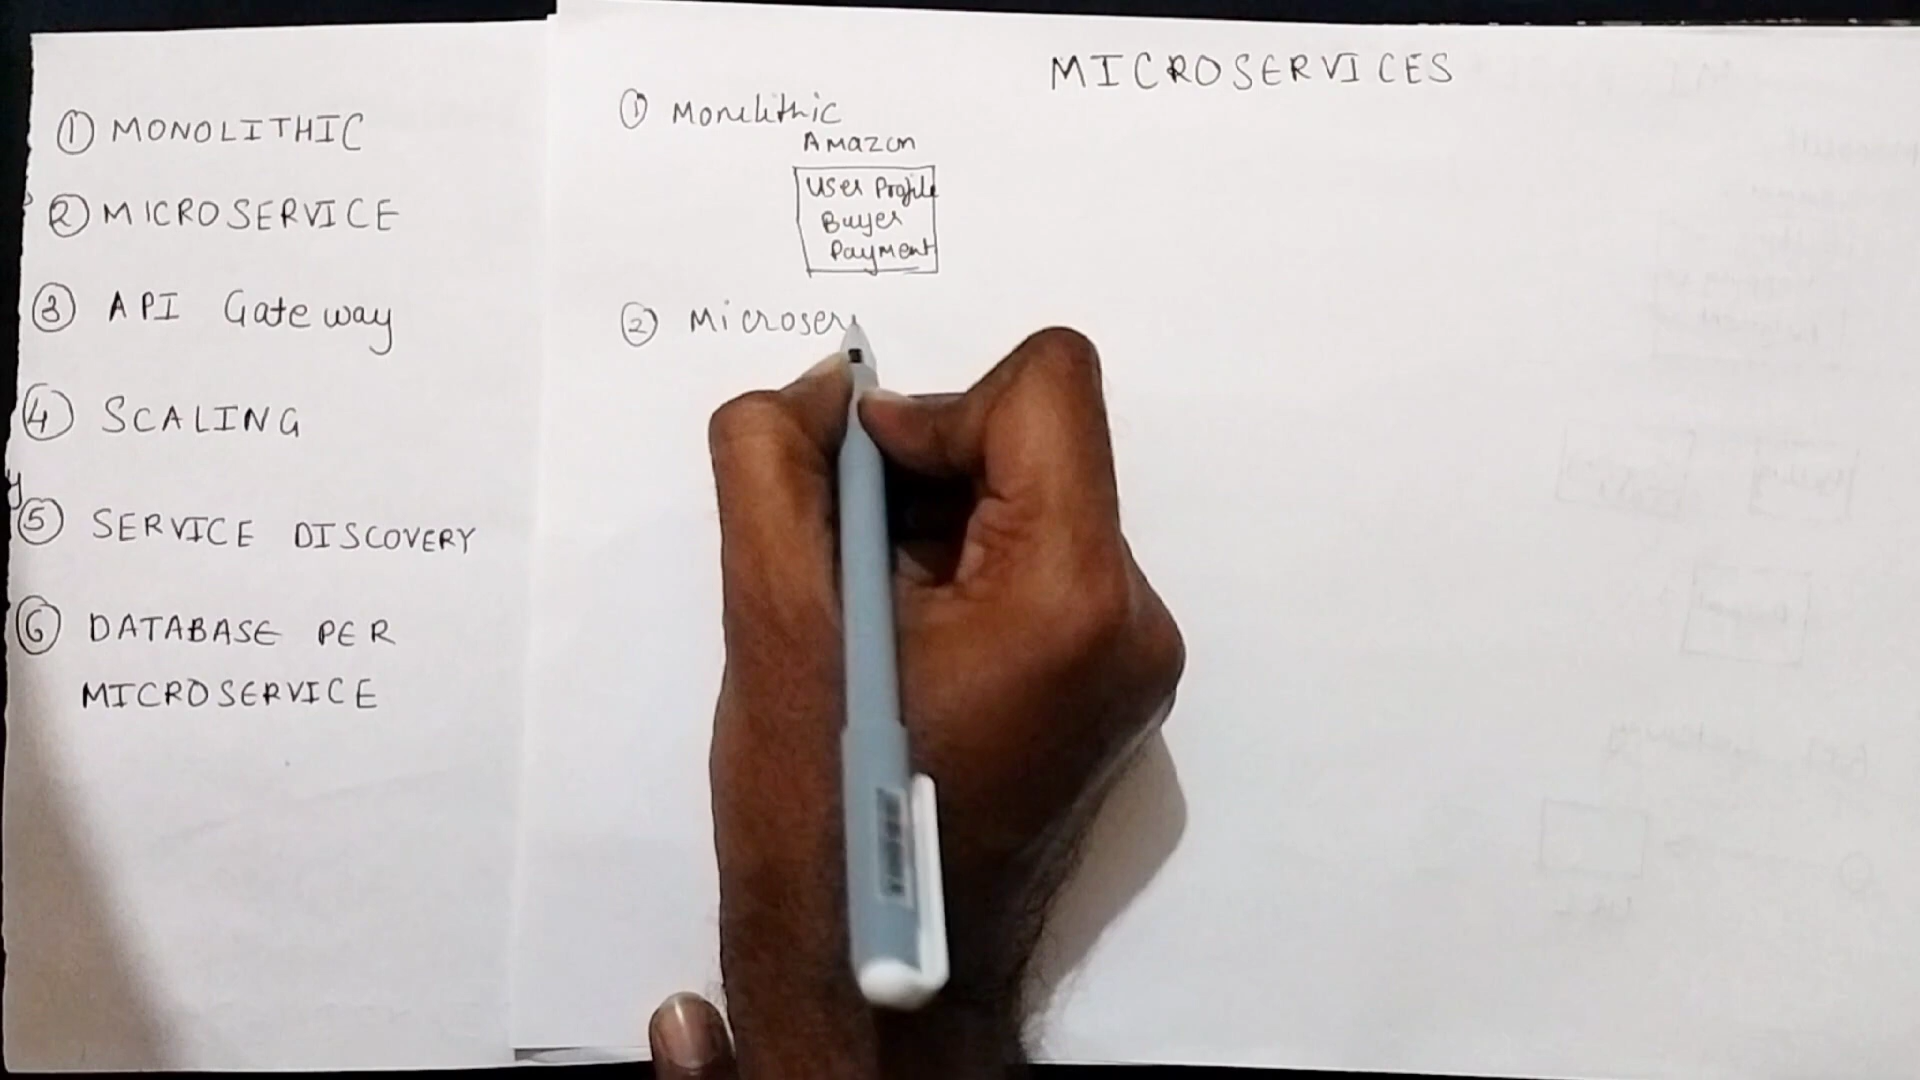 ① MONOLITHIC
② MICROSERVICE
③ API Gateway
④ SCALING
⑤ SERVICE DISCOVERY
⑥ DATABASE PER
MICROSERVICE
MICROSERVICES
① Monolithic
Amazon
User Profile
Buyer
Payment
② Microserv